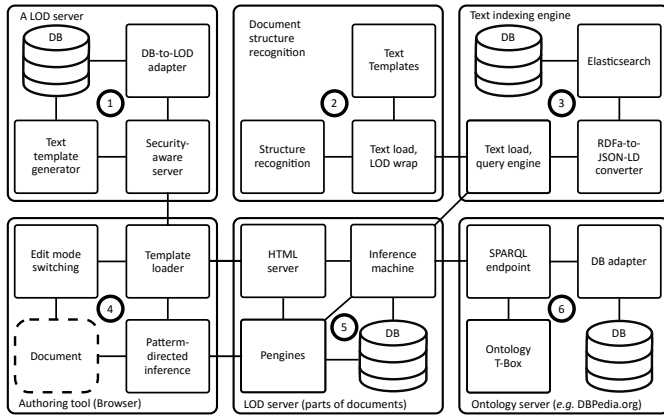 A LOD server
DB
DB-to-LOD
adapter
1
Text
template
generator
Security-
aware
server
Document
structure
recognition
Text
Templates
2
Structure
recognition
Text load,
LOD wrap
Text indexing engine
DB
Elasticsearch
3
Text load,
query engine
RDFa-to-
JSON-LD
converter
Edit mode
switching
Template
loader
4
Document
Patterm-
directed
inference
Authoring tool (Browser)
HTML
server
Inference
machine
5
Pengines
DB
LOD server (parts of documents)
SPARQL
endpoint
DB adapter
6
Ontology
T-Box
DB
Ontology server (e.g. DBPedia.org)